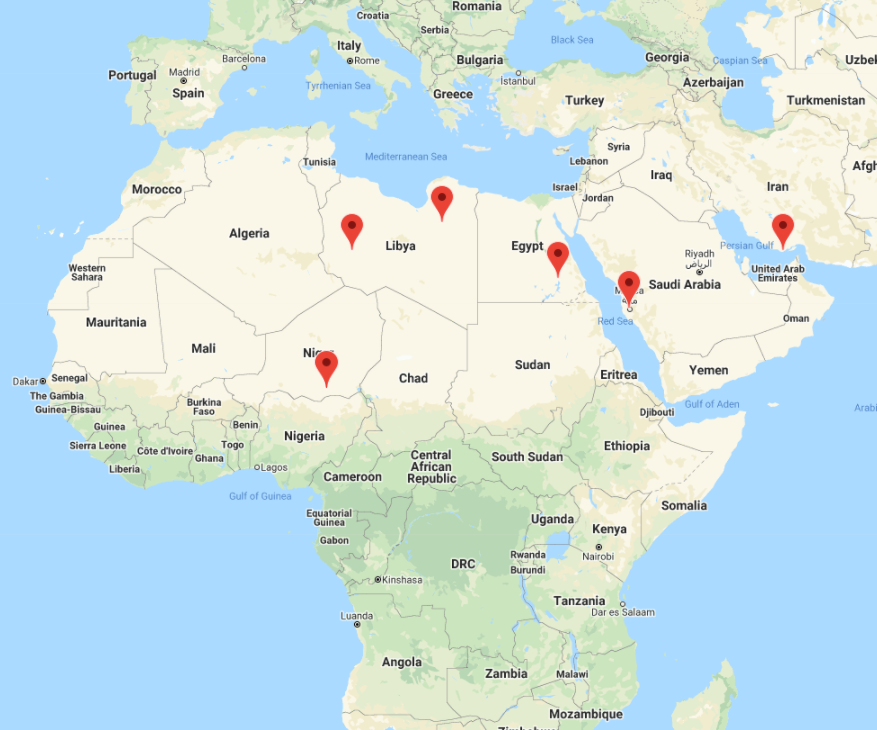 Romania
Croatia
Serbia
Italy
Black Sea
Rome
Barcelona
Bulgaria
Georgia
Caspian Sea
Uzbek
Portugal
Madrid
Istanbul
Azerbaijan
Spain
Tyrrhenian Sea
Greece
Turkey
Turkmenistan
Syria
Tunisia
Mediterranean Sea
Lebanon
Afgh
Iraq
Morocco
Israel
Iran
Jordan
Algeria
Libya
Egypt
Persian Gulf
Riyadh
الرياض
Western
Sahara
United Arab
Emirates
Saudi Arabia
Mauritania
Red Sea
Oman
Mali
Chad
Sudan
Yemen
Eritrea
Dakar
Senegal
The Gambia
Guinea-Bissau
Burkina
Faso
Gulf of Aden
Djibouti
Arabi
Guinea
Benin
Nigeria
Sierra Leone
Togo
Côte d'Ivoire
Ghana
Liberia
Lagos
Ethiopia
Central
African
Republic
South Sudan
Cameroon
Gulf of Guinea
Somalia
Equatorial
Guinea
Uganda
Kenya
Gabon
Rwanda
Nairobi
DRC
Burundi
Kinshasa
Tanzania
Dar es Salaam
Luanda
Angola
Zambia
Malawi
Mozambique